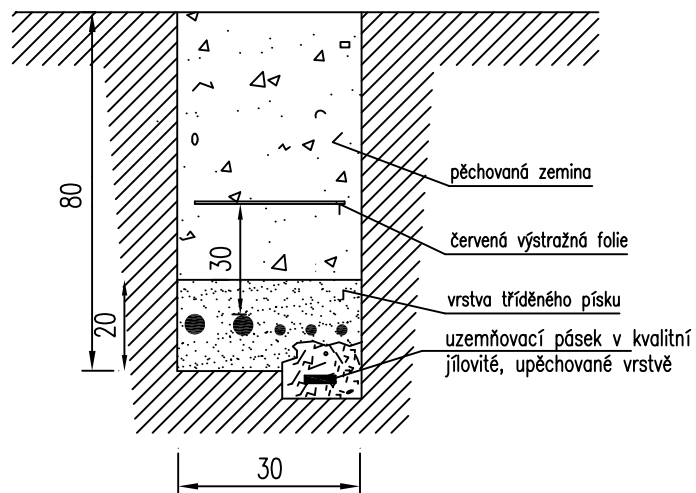 80
pěchovaná zemina
červená výstražná folie
30
vrstva tříděného písku
20
uzemňovací pásek v kvalitní
jílovité, upěchované vrstvě
30